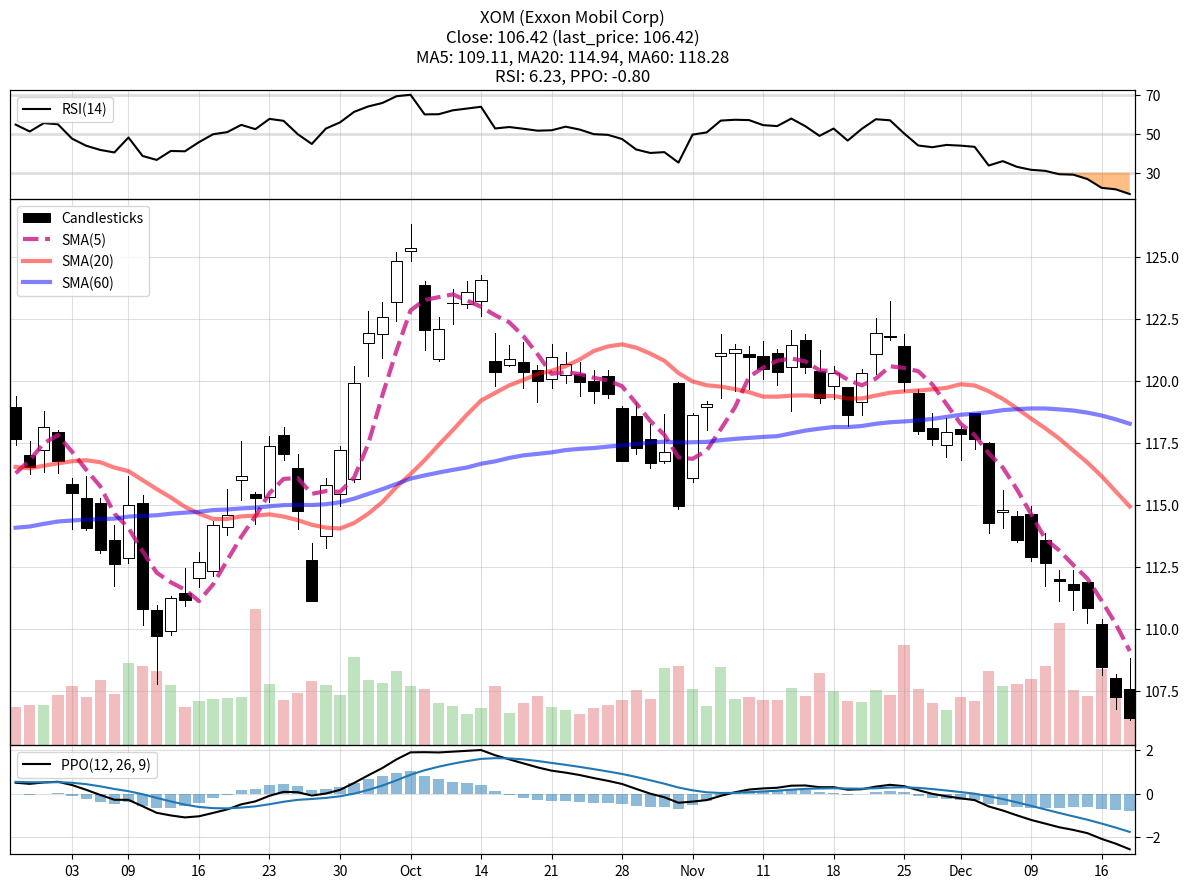 XOM (Exxon Mobil Corp)
Close: 106.42 (last_price: 106.42)
MA5: 109.11, MA20: 114.94, MA60: 118.28
RSI: 6.23, PPO: -0.80
RSI(14)
70
50
30
Candlesticks
SMA(5)
SMA(20)
SMA(60)
125.0
122.5
120.0
117.5
115.0
112.5
110.0
107.5
PPO(12, 26, 9)
2
0
−2
03 09 16 23 30 Oct 14 21 28 Nov 11 18 25 Dec 09 16